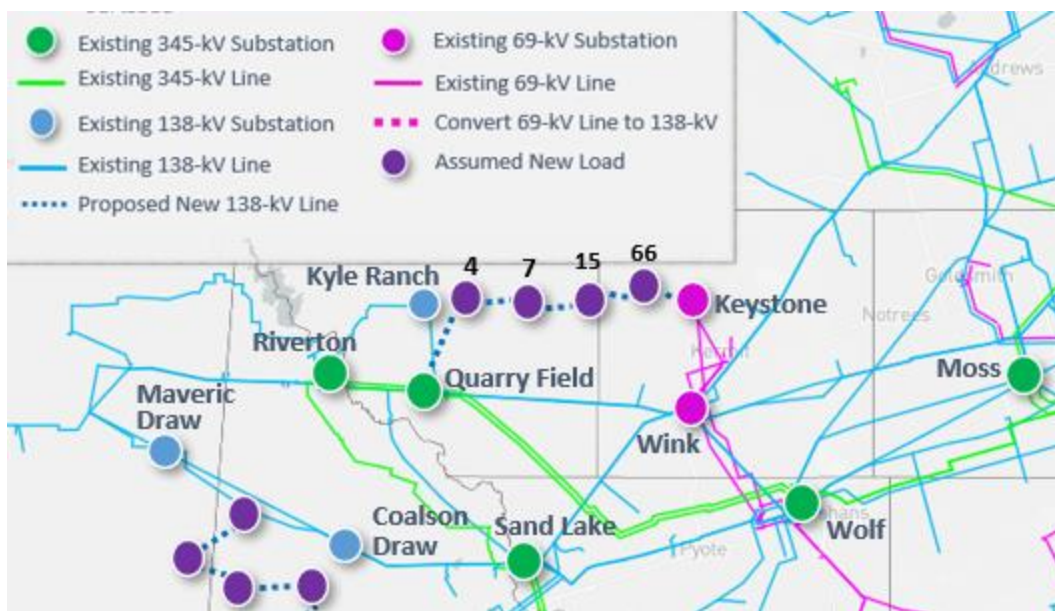 Existing 345-kV Substation
Existing 345-kV Line
Existing 138-kV Substation
Existing 138-kV Line
Proposed New 138-kV Line
Existing 69-kV Substation
Existing 69-kV Line
Convert 69-kV Line to 138-kV
Assumed New Load
Andrews
4
7
15
66
Kyle Ranch
Keystone
Goldsmith
Notrees
Riverton
Kermit
Quarry Field
Moss
Maveric
Draw
Wink
Coalson
Draw
Sand Lake
Wolf
Pyote